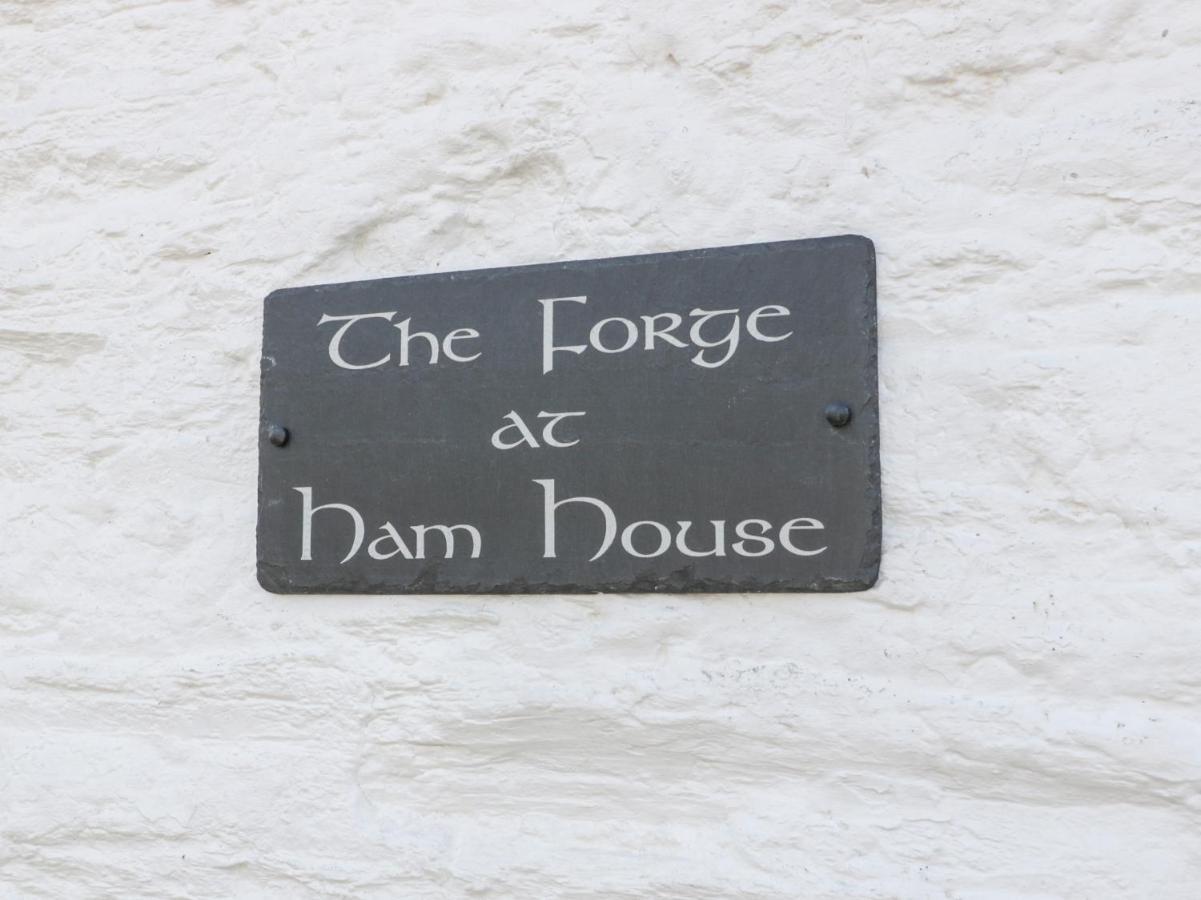 The Forge
at
Ham House